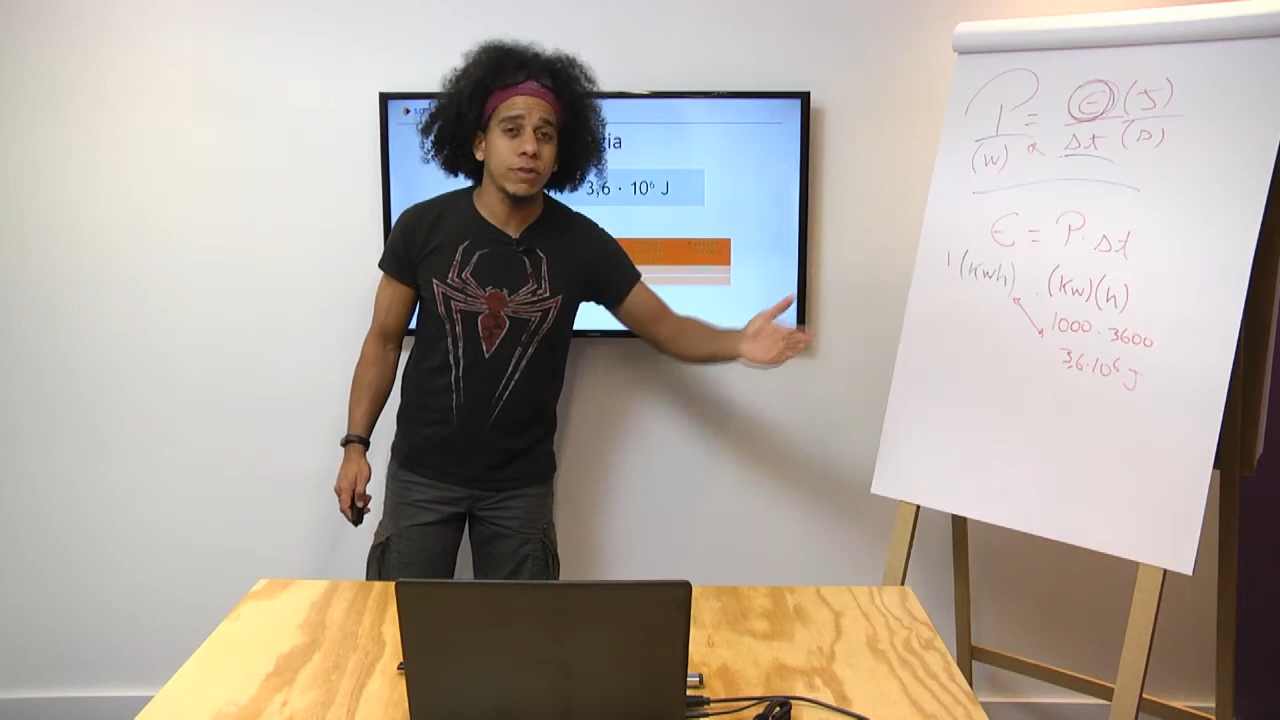 gia
3,6 · 10⁶ J
P = E (J)
(W) Δt (s)
E = P · Δt
1 (KWh) (KW)(h)
1000 · 3600
3,6·10⁶ J